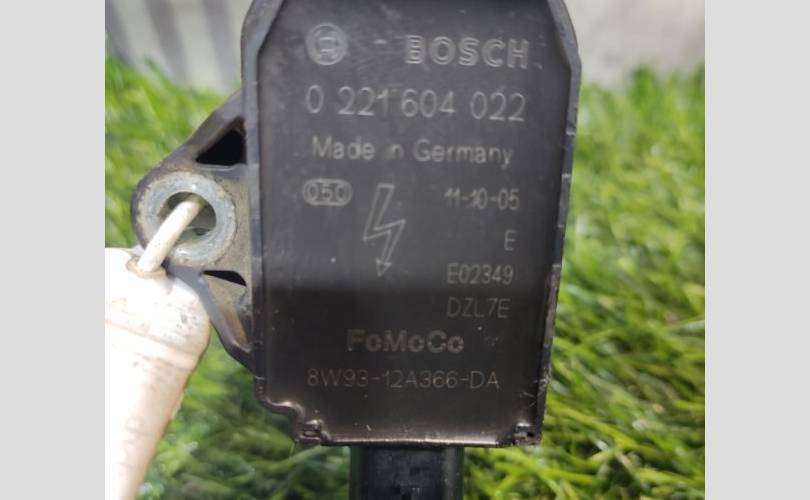 BOSCH
0 221 604 022
Made in Germany
050 11-10-05
E
E02349
DZL7E
FoMoCo
8W93-12A366-DA